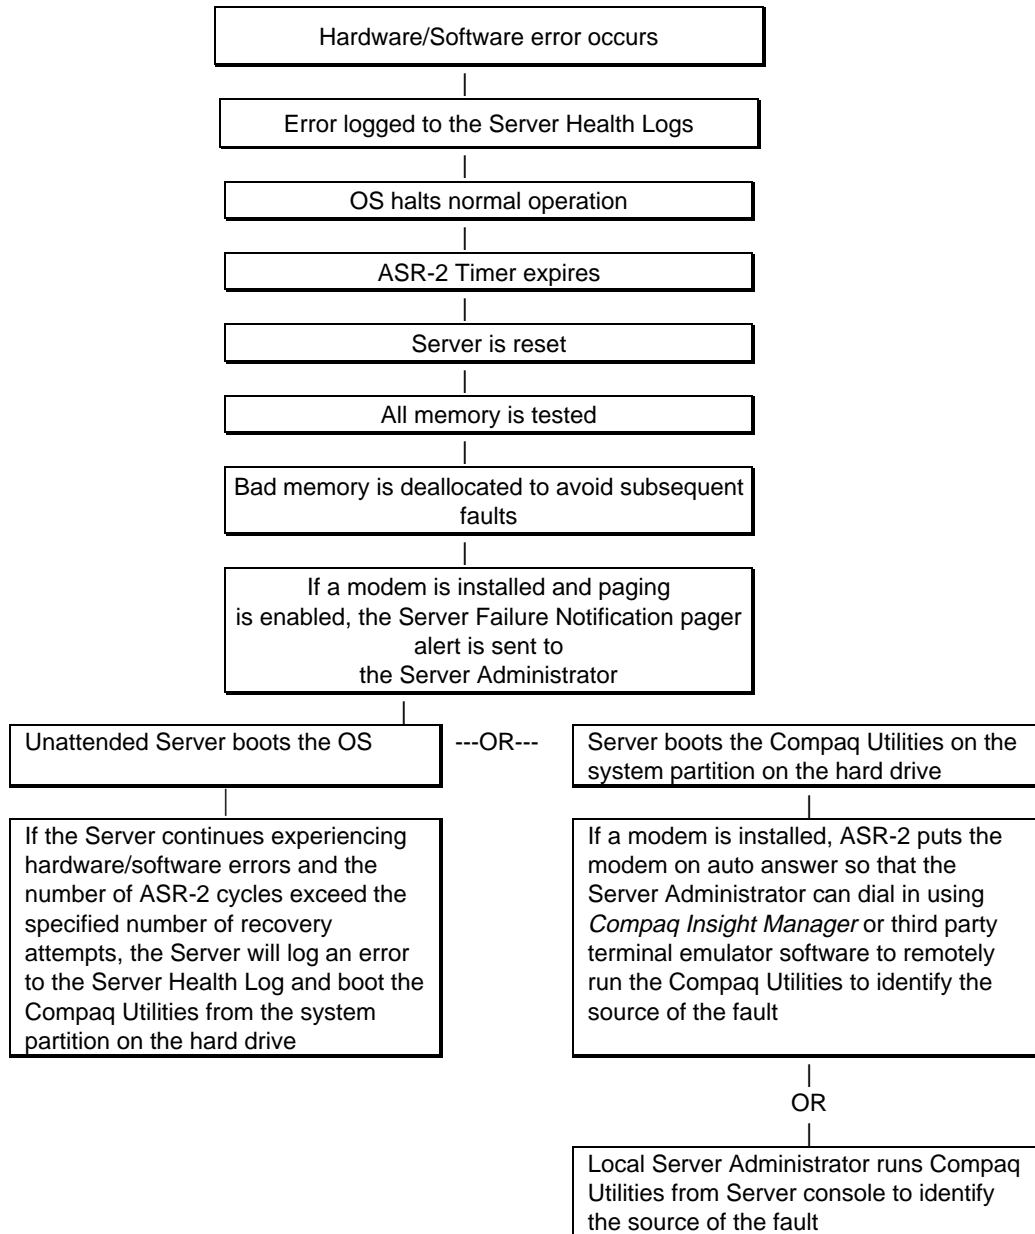 Hardware/Software error occurs
Error logged to the Server Health Logs
OS halts normal operation
ASR-2 Timer expires
Server is reset
All memory is tested
Bad memory is deallocated to avoid subsequent
faults
If a modem is installed and paging
is enabled, the Server Failure Notification pager
alert is sent to
the Server Administrator
Unattended Server boots the OS
---OR---
Server boots the Compaq Utilities on the
system partition on the hard drive
If the Server continues experiencing
hardware/software errors and the
number of ASR-2 cycles exceed the
specified number of recovery
attempts, the Server will log an error
to the Server Health Log and boot the
Compaq Utilities from the system
partition on the hard drive
If a modem is installed, ASR-2 puts the
modem on auto answer so that the
Server Administrator can dial in using
Compaq Insight Manager or third party
terminal emulator software to remotely
run the Compaq Utilities to identify the
source of the fault
OR
Local Server Administrator runs Compaq
Utilities from Server console to identify
the source of the fault